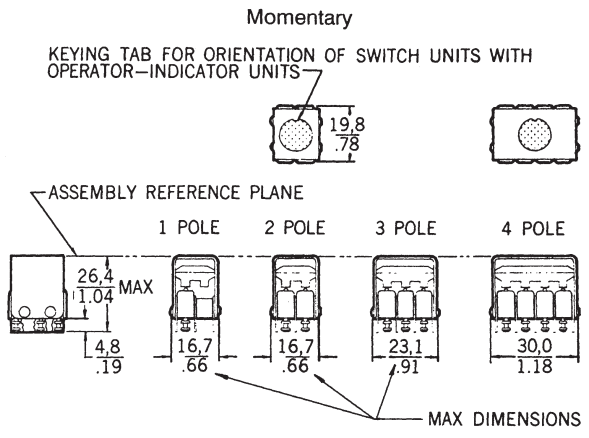 Momentary
KEYING TAB FOR ORIENTATION OF SWITCH UNITS WITH
OPERATOR–INDICATOR UNITS
19,8
.78
ASSEMBLY REFERENCE PLANE
1 POLE 2 POLE 3 POLE 4 POLE
26,4
1.04
MAX
4,8
.19
16,7
.66
16,7
.66
23,1
.91
30,0
1.18
MAX DIMENSIONS